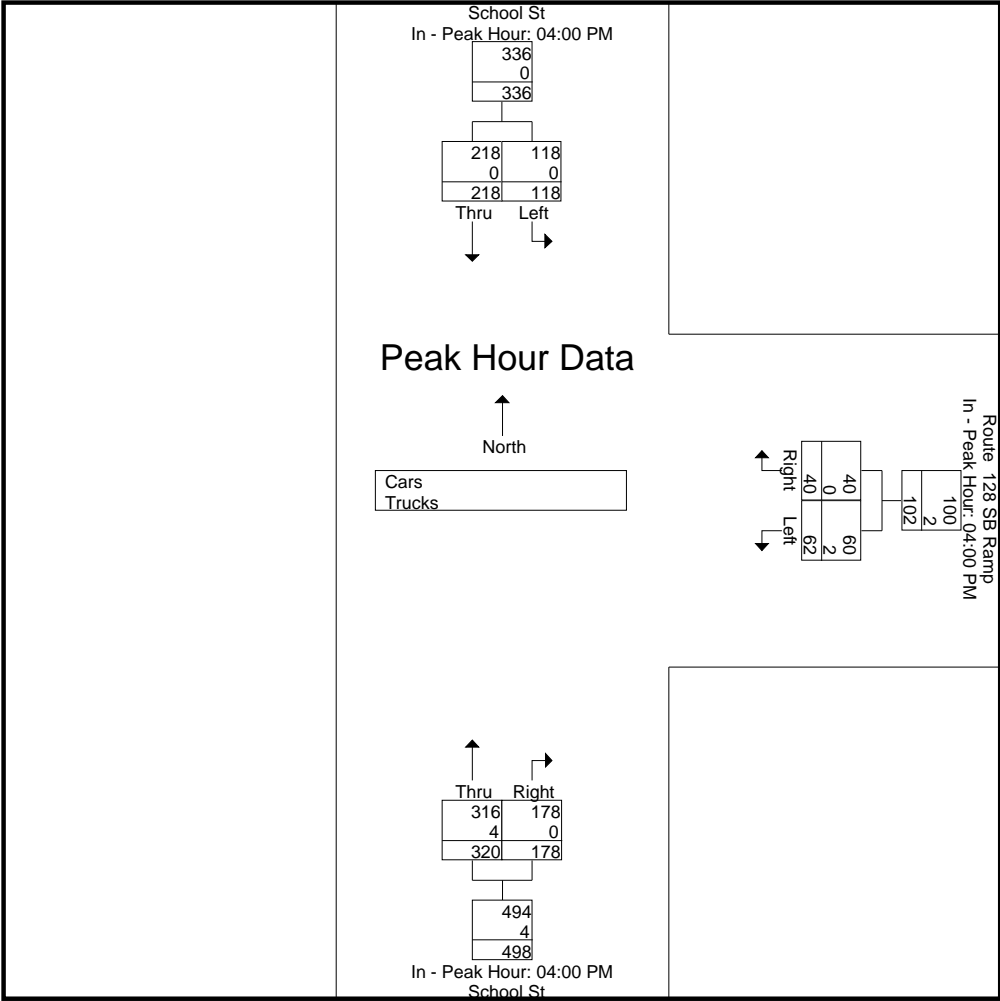 School St
In - Peak Hour: 04:00 PM
336
0
336
218 118
0 0
218 118
Thru Left
Peak Hour Data
North
Cars
Trucks
Route 128 SB Ramp
In - Peak Hour: 04:00 PM
100
2
102
40 60
0 2
40 62
Right Left
Thru Right
316 178
4 0
320 178
494
4
498
In - Peak Hour: 04:00 PM
School St